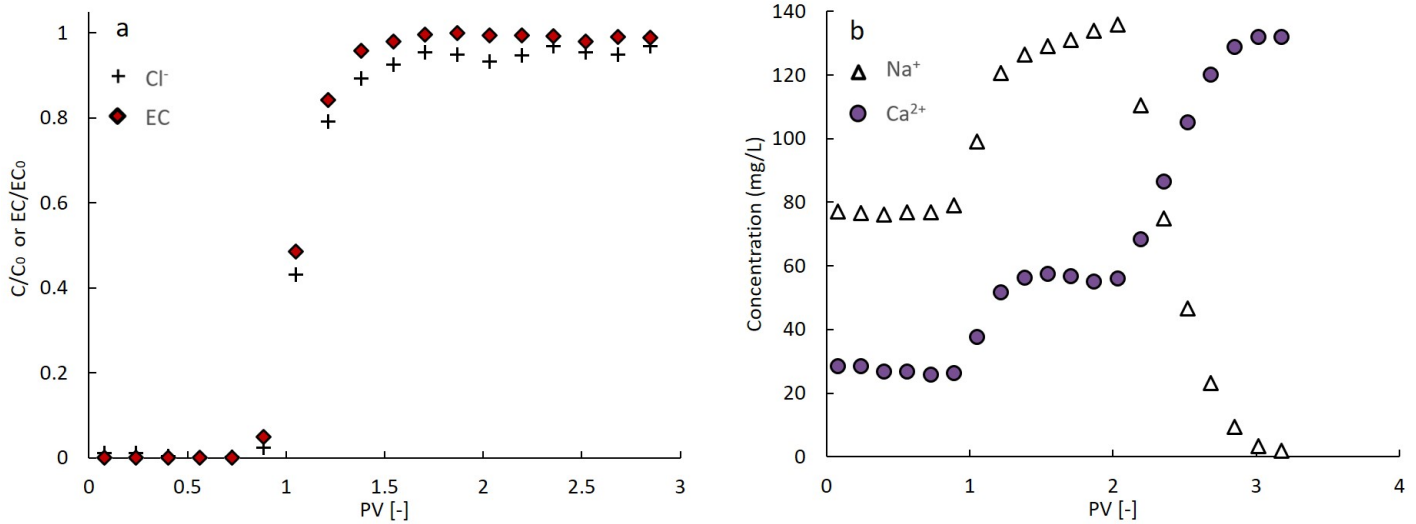 a
Cl⁻
EC
C/C₀ or EC/EC₀
1
0.8
0.6
0.4
0.2
0
0 0.5 1 1.5 2 2.5 3
PV [-]
b
Na⁺
Ca²⁺
Concentration (mg/L)
140
120
100
80
60
40
20
0
0 1 2 3 4
PV [-]